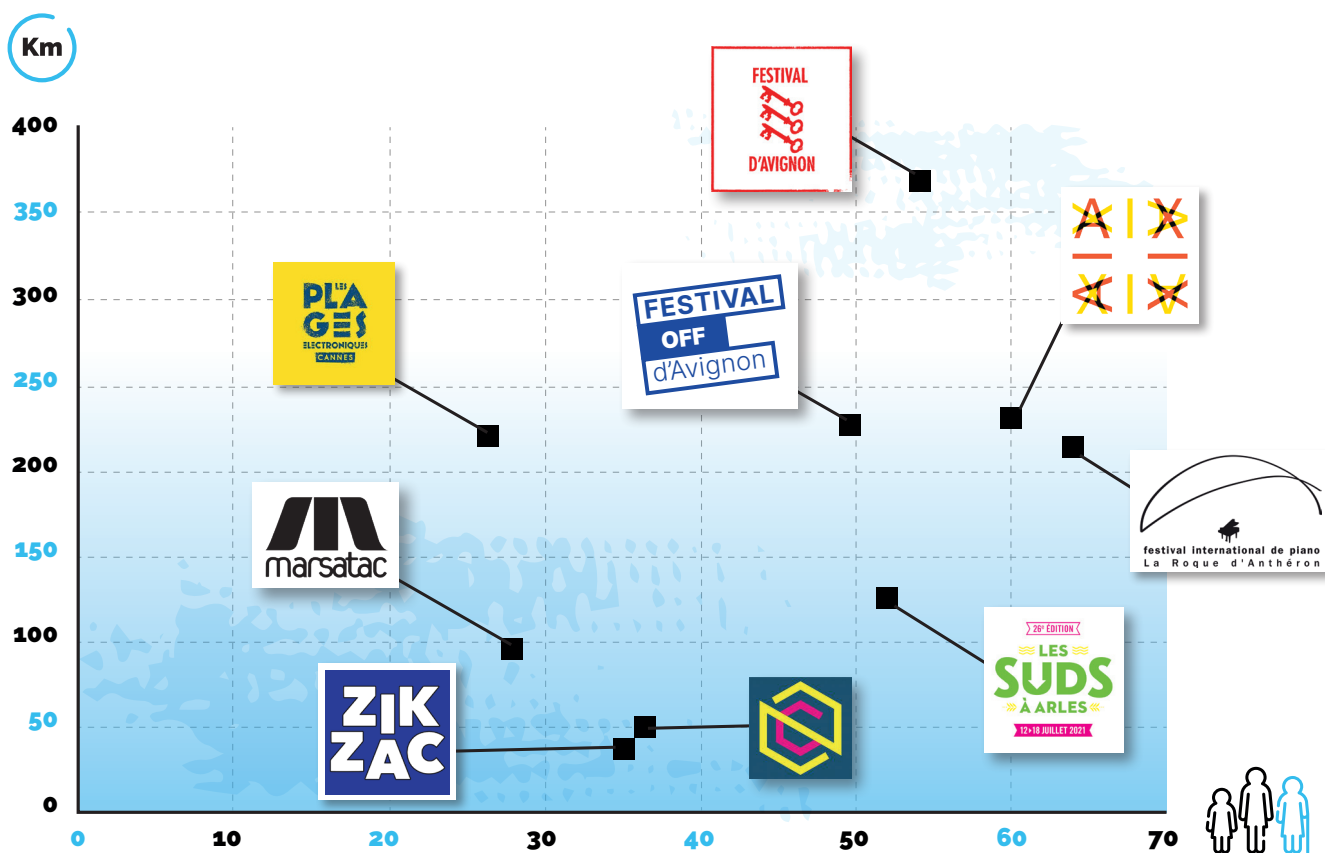 Km
400
350
300
250
200
150
100
50
0
0
10
20
30
40
50
60
70
FESTIVAL
D'AVIGNON
A I X
LES
PLA
GES
ELECTRONIQUES
CANNES
FESTIVAL
OFF
d'Avignon
marsatac
festival international de piano
La Roque d'Anthéron
ZIK
ZAC
26e ÉDITION
LES
SUDS
À ARLES
12>18 JUILLET 2021